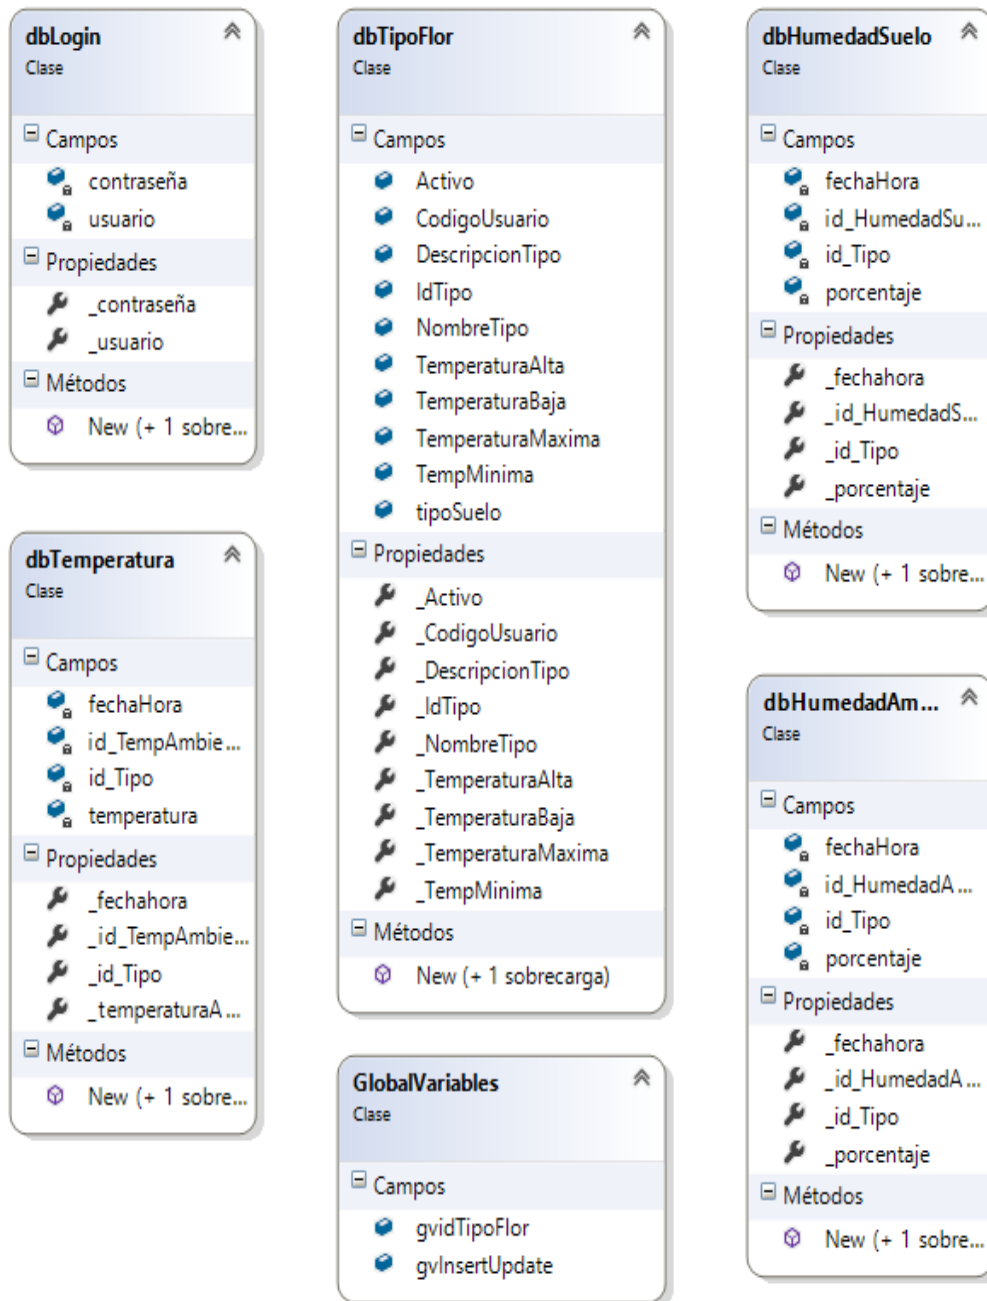 dbLogin
Clase
Campos
contraseña
usuario
Propiedades
_contraseña
_usuario
Métodos
New (+ 1 sobre...
dbTemperatura
Clase
Campos
fechaHora
id_TempAmbie...
id_Tipo
temperatura
Propiedades
_fechahora
_id_TempAmbie...
_id_Tipo
_temperaturaA...
Métodos
New (+ 1 sobre...
dbTipoFlor
Clase
Campos
Activo
CodigoUsuario
DescripcionTipo
IdTipo
NombreTipo
TemperaturaAlta
TemperaturaBaja
TemperaturaMaxima
TempMinima
tipoSuelo
Propiedades
_Activo
_CodigoUsuario
_DescripcionTipo
_IdTipo
_NombreTipo
_TemperaturaAlta
_TemperaturaBaja
_TemperaturaMaxima
_TempMinima
Métodos
New (+ 1 sobrecarga)
GlobalVariables
Clase
Campos
gvidTipoFlor
gvInsertUpdate
dbHumedadSuelo
Clase
Campos
fechaHora
id_HumedadSu...
id_Tipo
porcentaje
Propiedades
_fechahora
_id_HumedadS...
_id_Tipo
_porcentaje
Métodos
New (+ 1 sobre...
dbHumedadAm...
Clase
Campos
fechaHora
id_HumedadA...
id_Tipo
porcentaje
Propiedades
_fechahora
_id_HumedadA...
_id_Tipo
_porcentaje
Métodos
New (+ 1 sobre...